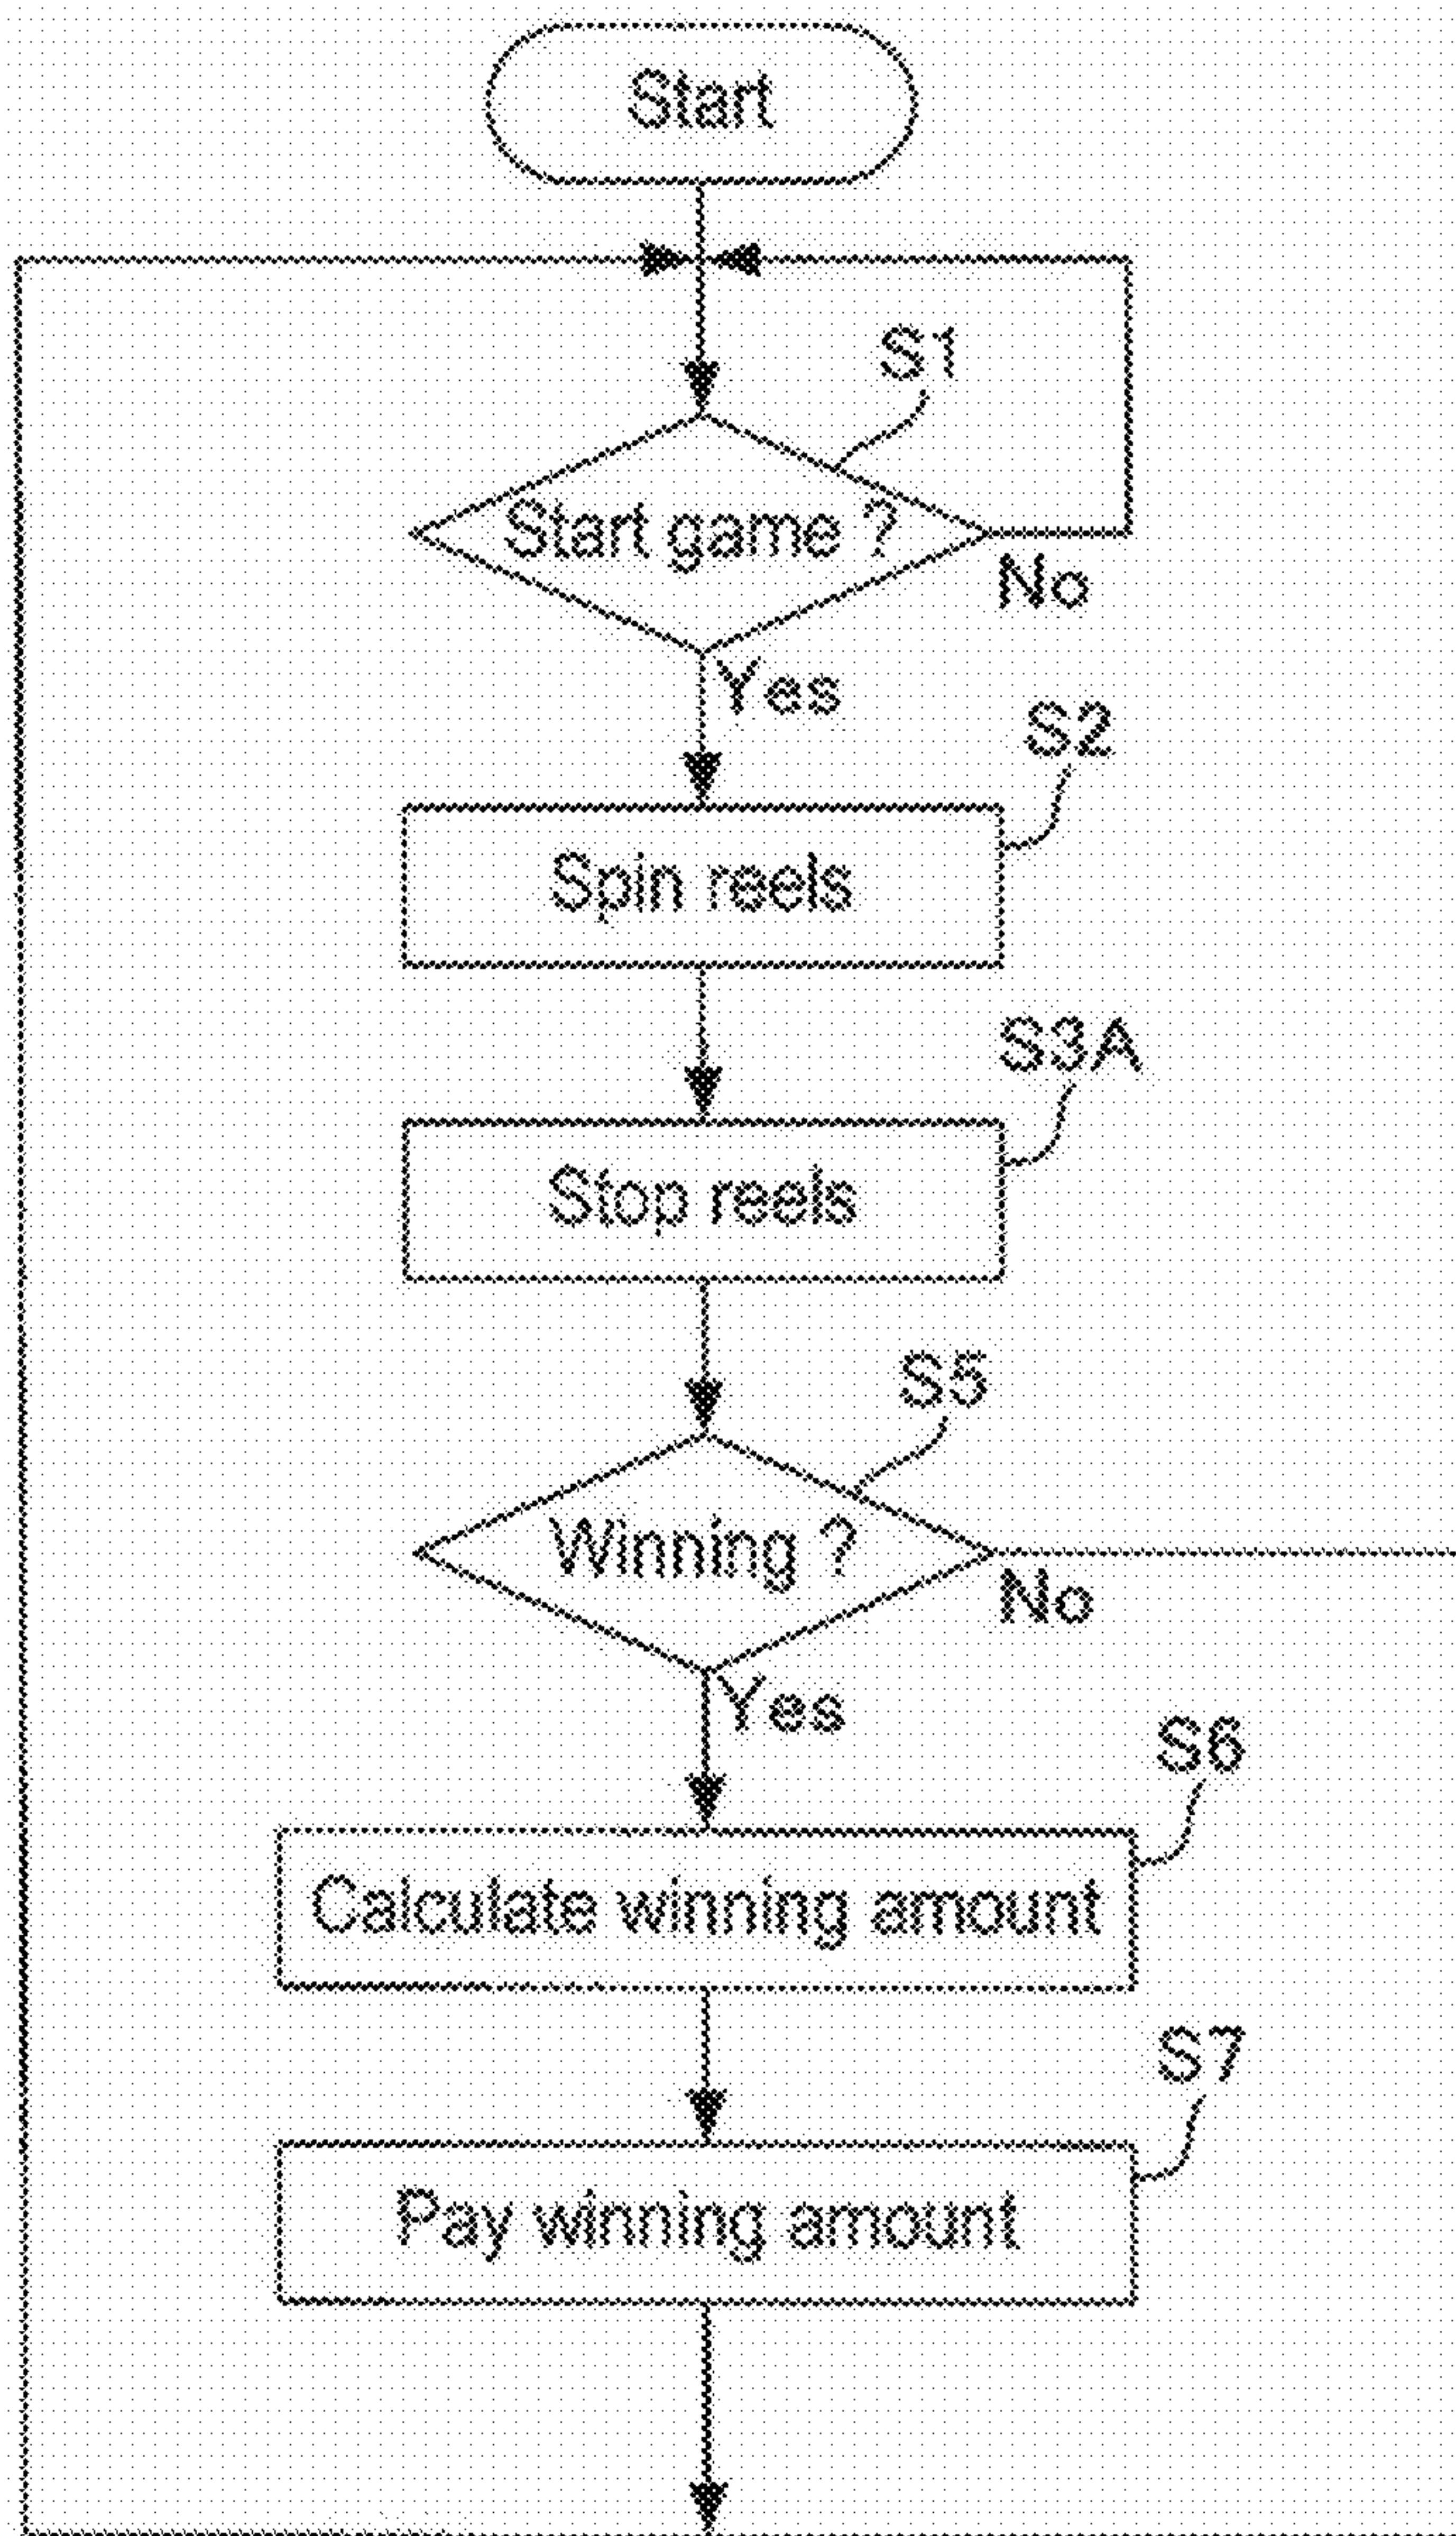 Start
S1
Start game ?
No
Yes
S2
Spin reels
S3A
Stop reels
S5
Winning ?
No
Yes
S6
Calculate winning amount
S7
Pay winning amount